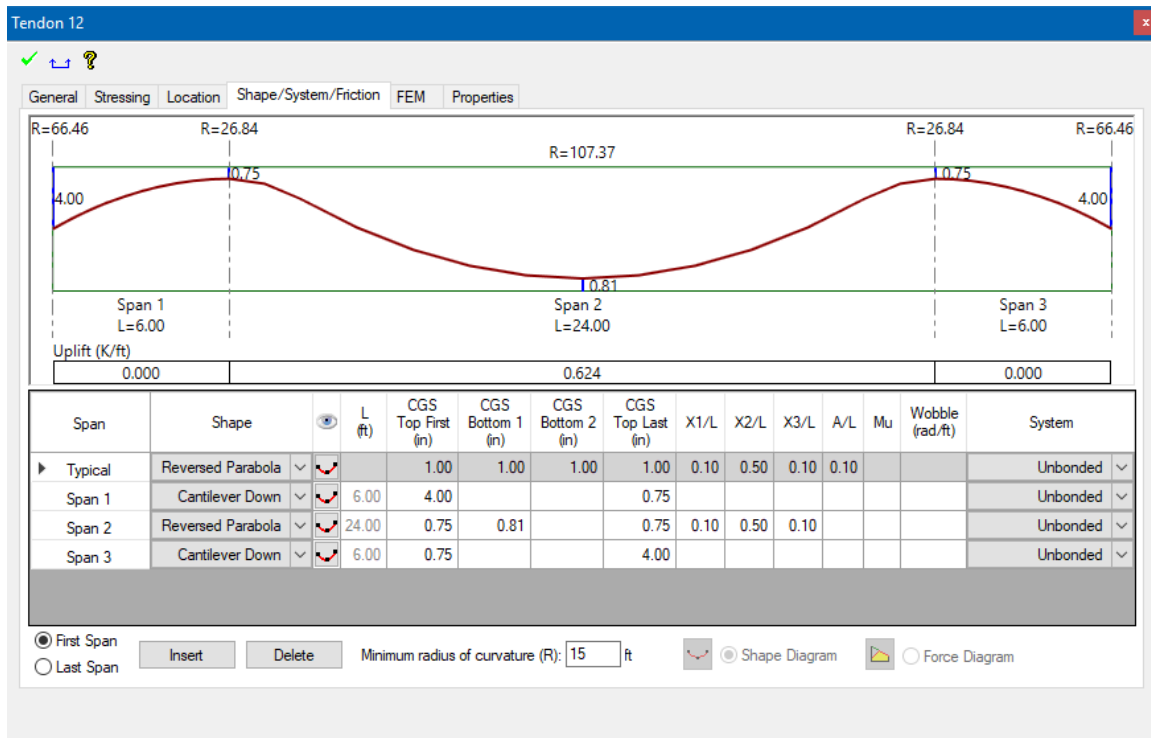 Tendon 12
x
General Stressing Location Shape/System/Friction FEM Properties
R=66.46 R=26.84 R=26.84 R=66.46
R=107.37
0.75 0.75
4.00 4.00
0.81
Span 1 Span 2 Span 3
L=6.00 L=24.00 L=6.00
Uplift (K/ft)
0.000 0.624 0.000
Span Shape L (ft) CGS Top First (in) CGS Bottom 1 (in) CGS Bottom 2 (in) CGS Top Last (in) X1/L X2/L X3/L A/L Mu Wobble (rad/ft) System
Typical Reversed Parabola 1.00 1.00 1.00 1.00 0.10 0.50 0.10 0.10 Unbonded
Span 1 Cantilever Down 6.00 4.00 0.75 Unbonded
Span 2 Reversed Parabola 24.00 0.75 0.81 0.75 0.10 0.50 0.10 Unbonded
Span 3 Cantilever Down 6.00 0.75 4.00 Unbonded
First Span
Last Span
Insert Delete Minimum radius of curvature (R): 15 ft Shape Diagram Force Diagram